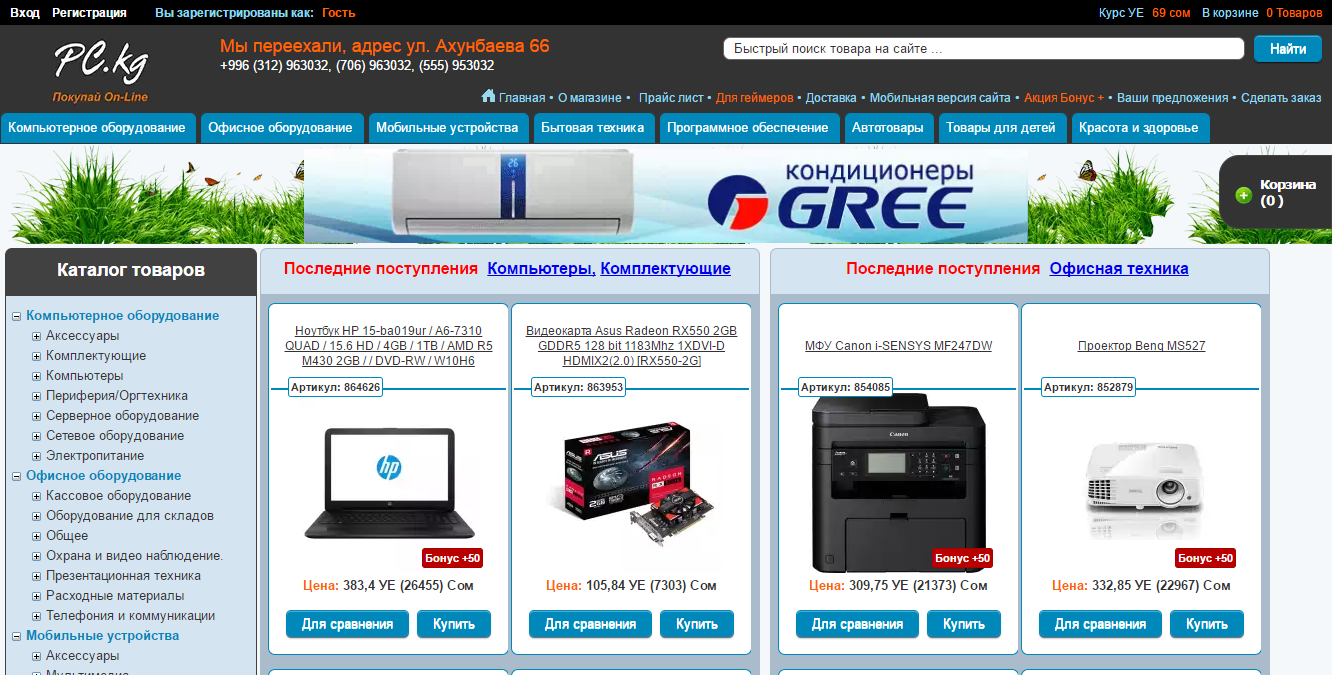 Вход Регистрация Вы зарегистрированы как: Гость Курс УЕ 69 сом В корзине 0 Товаров
PC.kg
Покупай On-Line
Мы переехали, адрес ул. Ахунбаева 66
+996 (312) 963032, (706) 963032, (555) 953032
Быстрый поиск товара на сайте ... Найти
Главная • О магазине • Прайс лист • Для геймеров • Доставка • Мобильная версия сайта • Акция Бонус + • Ваши предложения • Сделать заказ
Компьютерное оборудование Офисное оборудование Мобильные устройства Бытовая техника Программное обеспечение Автотовары Товары для детей Красота и здоровье
26
кондиционеры
GREE
Корзина
(0 )
Каталог товаров
Компьютерное оборудование
Аксессуары
Комплектующие
Компьютеры
Периферия/Оргтехника
Серверное оборудование
Сетевое оборудование
Электропитание
Офисное оборудование
Кассовое оборудование
Оборудование для складов
Общее
Охрана и видео наблюдение.
Презентационная техника
Расходные материалы
Телефония и коммуникации
Мобильные устройства
Аксессуары
Мультимедиа
Последние поступления Компьютеры, Комплектующие
Ноутбук HP 15-ba019ur / A6-7310
QUAD / 15.6 HD / 4GB / 1TB / AMD R5
M430 2GB / / DVD-RW / W10H6
Артикул: 864626
hp
Бонус +50
Цена: 383,4 УЕ (26455) Сом
Для сравнения Купить
Видеокарта Asus Radeon RX550 2GB
GDDR5 128 bit 1183Mhz 1XDVI-D
HDMIX2(2.0) [RX550-2G]
Артикул: 863953
ASUS
RADEON
RX
2GB
Цена: 105,84 УЕ (7303) Сом
Для сравнения Купить
Последние поступления Офисная техника
МФУ Canon i-SENSYS MF247DW
Артикул: 854085
Canon
Бонус +50
Цена: 309,75 УЕ (21373) Сом
Для сравнения Купить
Проектор Benq MS527
Артикул: 852879
Бонус +50
Цена: 332,85 УЕ (22967) Сом
Для сравнения Купить